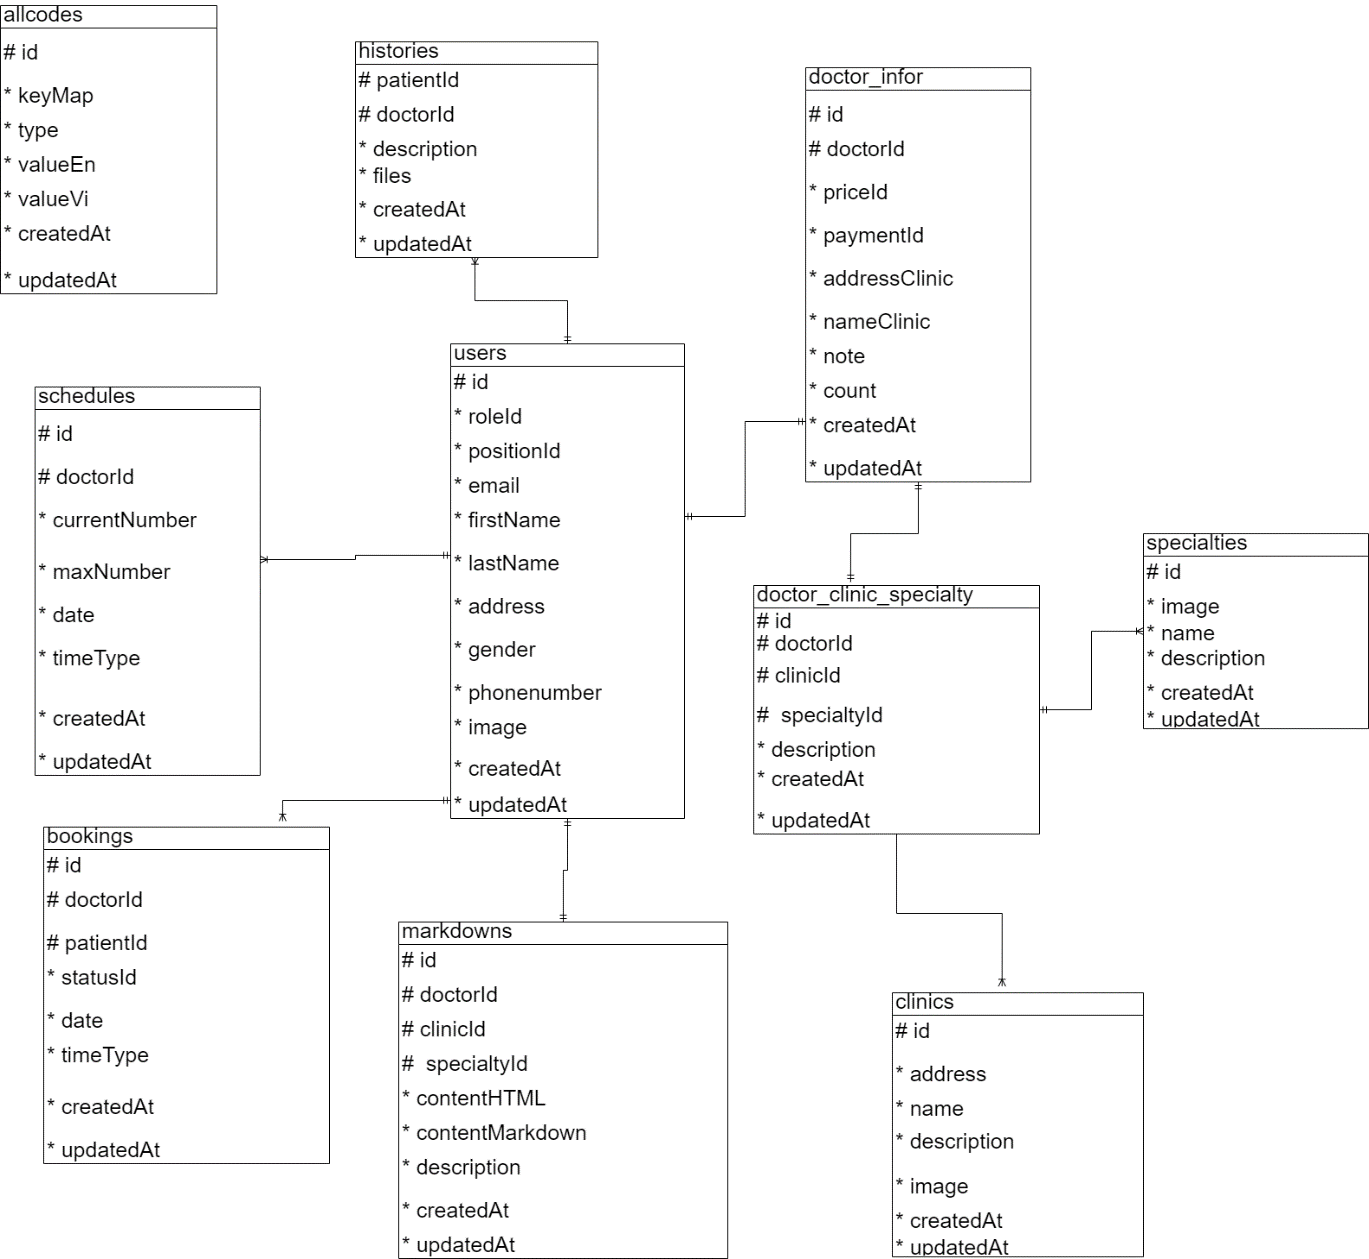 allcodes
# id
* keyMap
* type
* valueEn
* valueVi
* createdAt
* updatedAt
histories
# patientId
# doctorId
* description
* files
* createdAt
* updatedAt
doctor_infor
# id
# doctorId
* priceId
* paymentId
* addressClinic
* nameClinic
* note
* count
* createdAt
* updatedAt
schedules
# id
# doctorId
* currentNumber
* maxNumber
* date
* timeType
* createdAt
* updatedAt
users
# id
* roleId
* positionId
* email
* firstName
* lastName
* address
* gender
* phonenumber
* image
* createdAt
* updatedAt
doctor_clinic_specialty
# id
# doctorId
# clinicId
# specialtyId
* description
* createdAt
* updatedAt
specialties
# id
* image
* name
* description
* createdAt
* updatedAt
bookings
# id
# doctorId
# patientId
* statusId
* date
* timeType
* createdAt
* updatedAt
markdowns
# id
# doctorId
# clinicId
# specialtyId
* contentHTML
* contentMarkdown
* description
* createdAt
* updatedAt
clinics
# id
* address
* name
* description
* image
* createdAt
* updatedAt